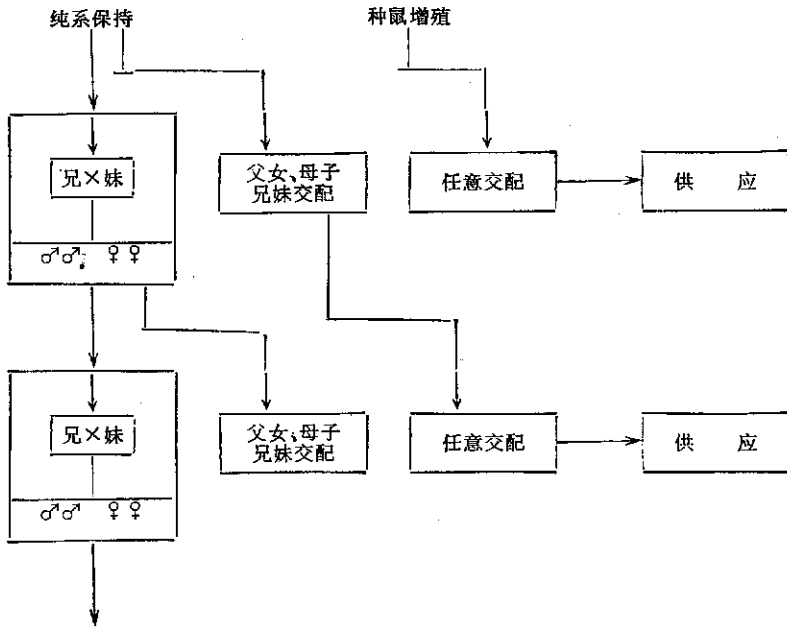 纯系保持
种鼠增殖
兄×妹
父女、母子
兄妹交配
任意交配
供 应
♂♂ ♀♀
兄×妹
父女、母子
兄妹交配
任意交配
供 应
♂♂ ♀♀